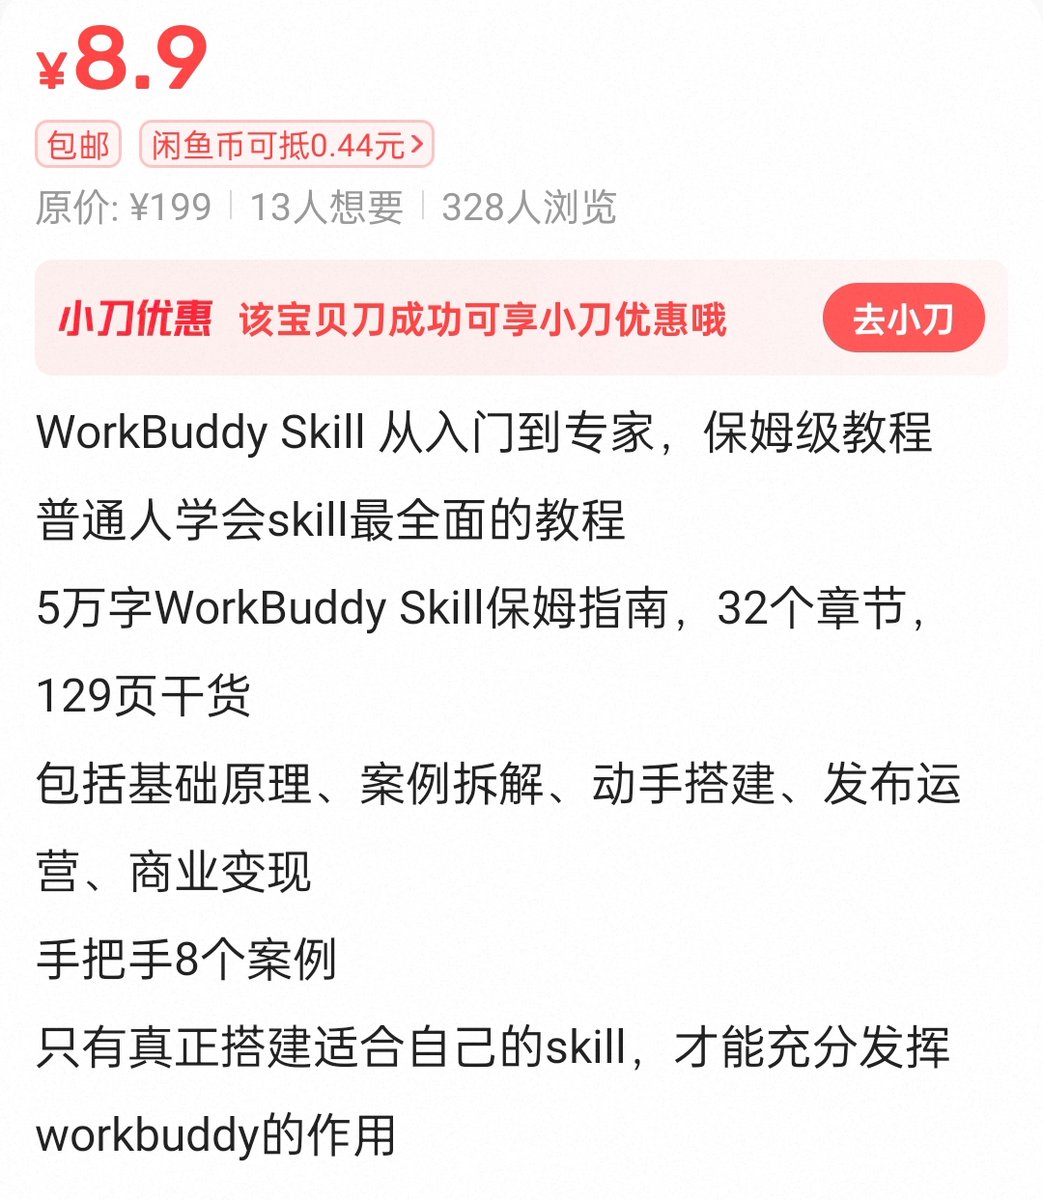 ¥8.9
包邮 闲鱼币可抵0.44元>
原价: ¥199 | 13人想要 | 328人浏览
小刀优惠 该宝贝刀成功可享小刀优惠哦 去小刀
WorkBuddy Skill 从入门到专家，保姆级教程
普通人学会skill最全面的教程
5万字WorkBuddy Skill保姆指南，32个章节，
129页干货
包括基础原理、案例拆解、动手搭建、发布运
营、商业变现
手把手8个案例
只有真正搭建适合自己的skill，才能充分发挥
workbuddy的作用